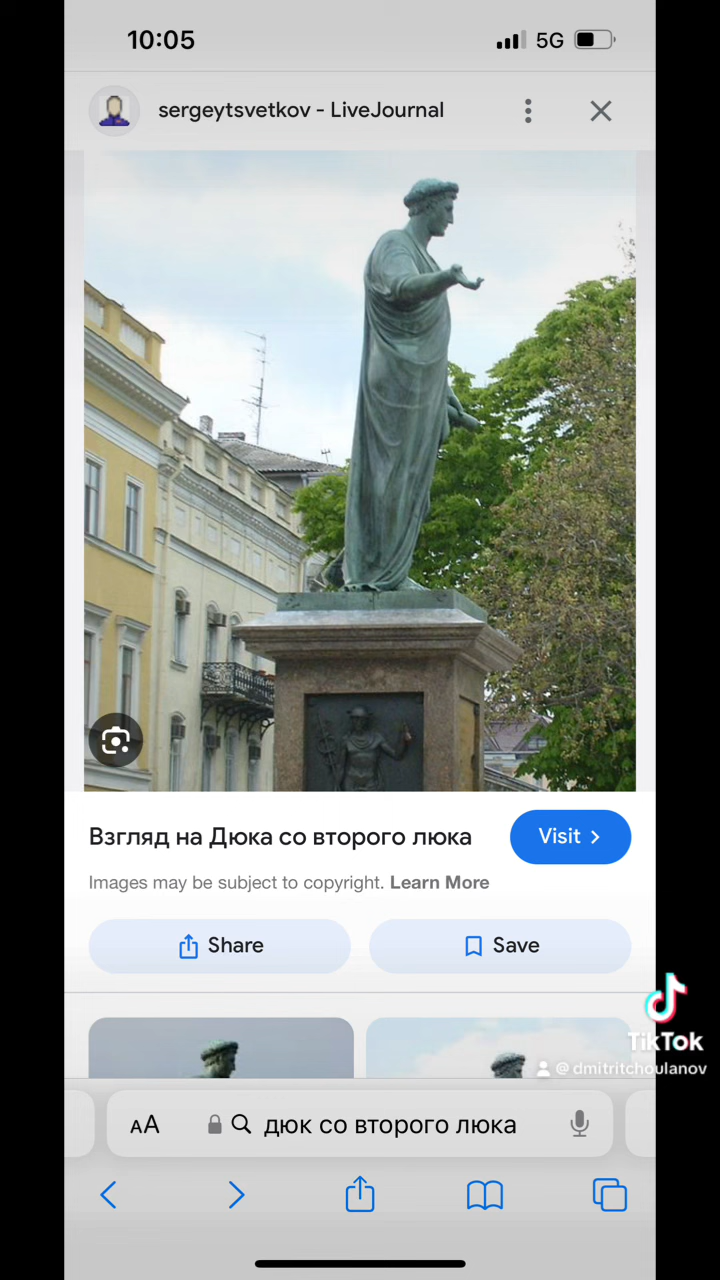 10:05
5G
sergeytsvetkov - LiveJournal
Взгляд на Дюка со второго люка
Visit
Images may be subject to copyright. Learn More
Share
Save
TikTok
@dmitritchoulanov
AA
дюк со второго люка